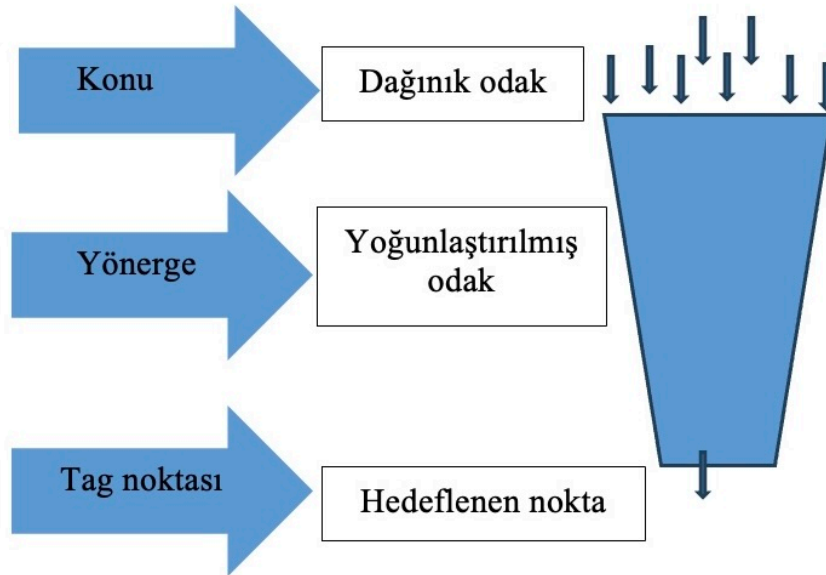 Konu
Dağınık odak
Yönerge
Yoğunlaştırılmış
odak
Tag noktası
Hedeflenen nokta